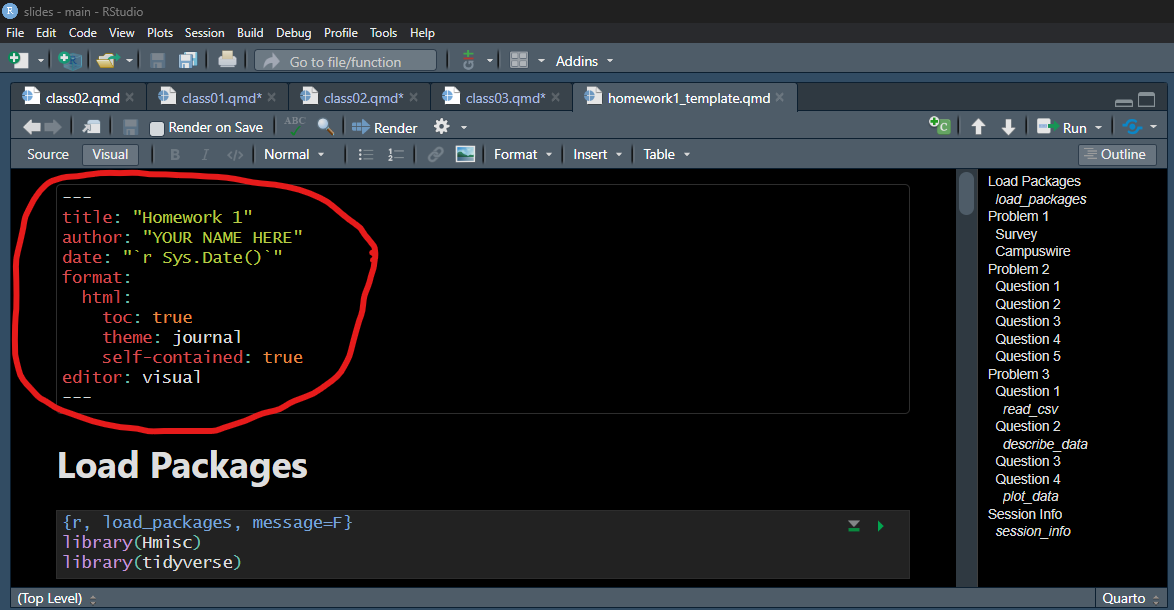 slides - main - RStudio
File Edit Code View Plots Session Build Debug Profile Tools Help
Go to file/function Addins
class02.qmd class01.qmd* class02.qmd* class03.qmd* homework1_template.qmd
Render on Save ABC Render Run
Source Visual B I </> Normal Format Insert Table Outline
---
title: "Homework 1"
author: "YOUR NAME HERE"
date: "`r Sys.Date()`"
format:
  html:
    toc: true
    theme: journal
    self-contained: true
editor: visual
---
Load Packages
{r, load_packages, message=F}
library(Hmisc)
library(tidyverse)
Load Packages
load_packages
Problem 1
Survey
Campuswire
Problem 2
Question 1
Question 2
Question 3
Question 4
Question 5
Problem 3
Question 1
read_csv
Question 2
describe_data
Question 3
Question 4
plot_data
Session Info
session_info
(Top Level) Quarto